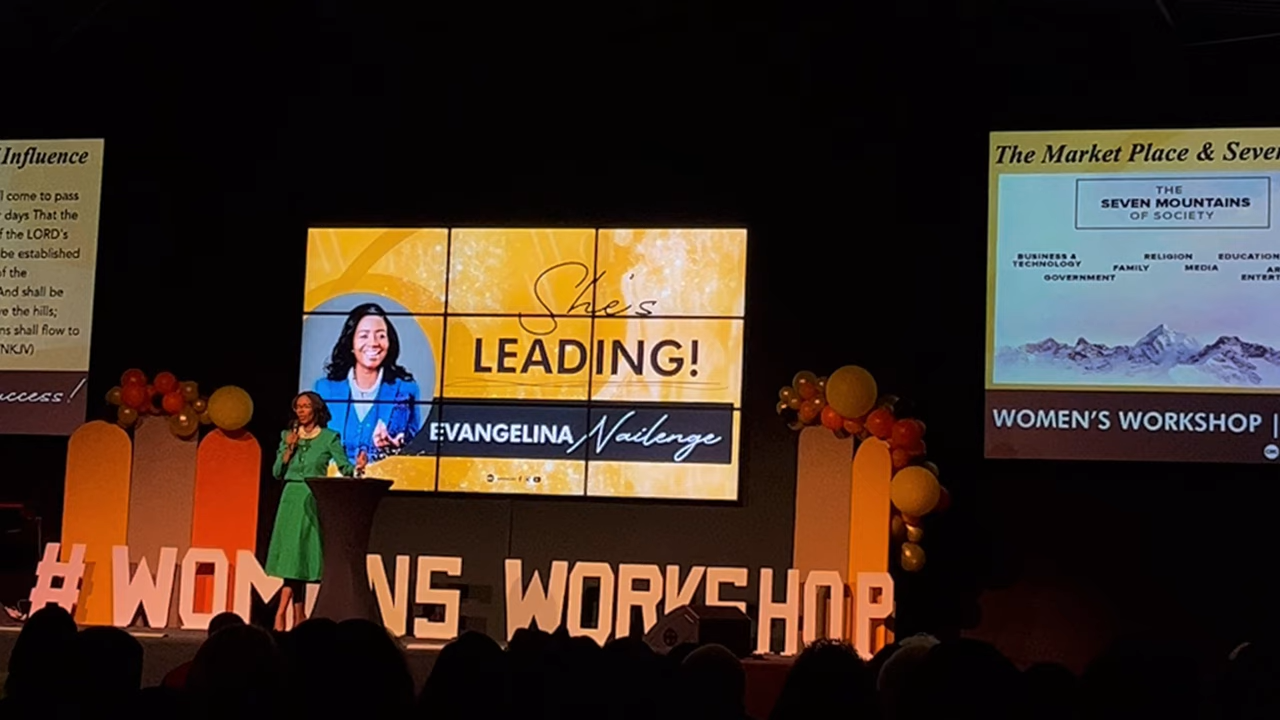 Influence
l come to pass
days That the
f the LORD's
be established
of the
And shall be
e the hills;
ns shall flow to
NKJV)
uccess!
She's
LEADING!
EVANGELINA Nailenge
The Market Place & Seven
THE
SEVEN MOUNTAINS
OF SOCIETY
BUSINESS & TECHNOLOGY
RELIGION
EDUCATION
GOVERNMENT
FAMILY
MEDIA
AR
ENTERT
WOMEN'S WORKSHOP |
# WOM NS WORKSHOP